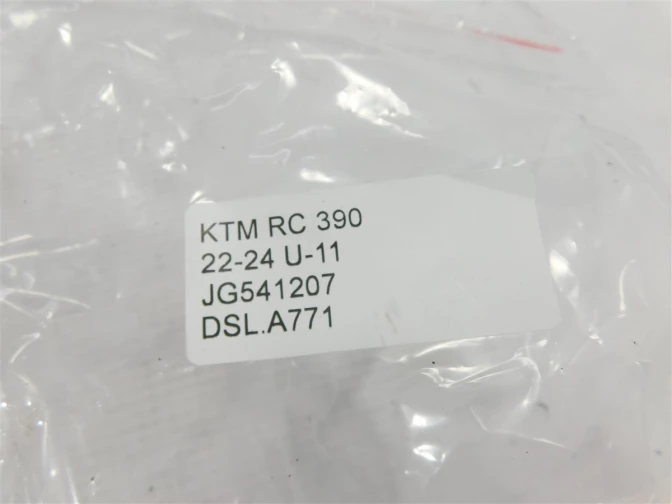 KTM RC 390
22-24 U-11
JG541207
DSL.A771